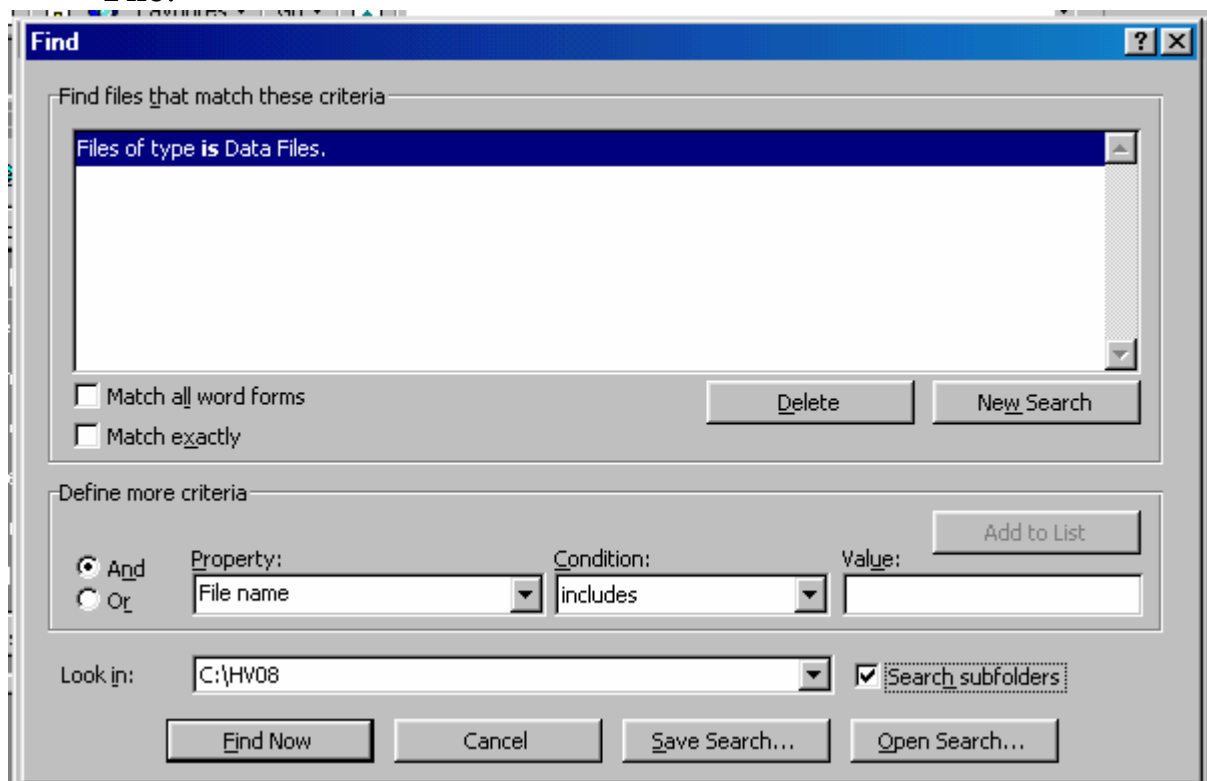 Find
Find files that match these criteria
Files of type is Data Files.
Match all word forms
Delete
New Search
Match exactly
Define more criteria
Add to List
And
Property:
Condition:
Value:
Or
File name
includes
Look in:
C:\HV08
Search subfolders
Find Now
Cancel
Save Search...
Open Search...